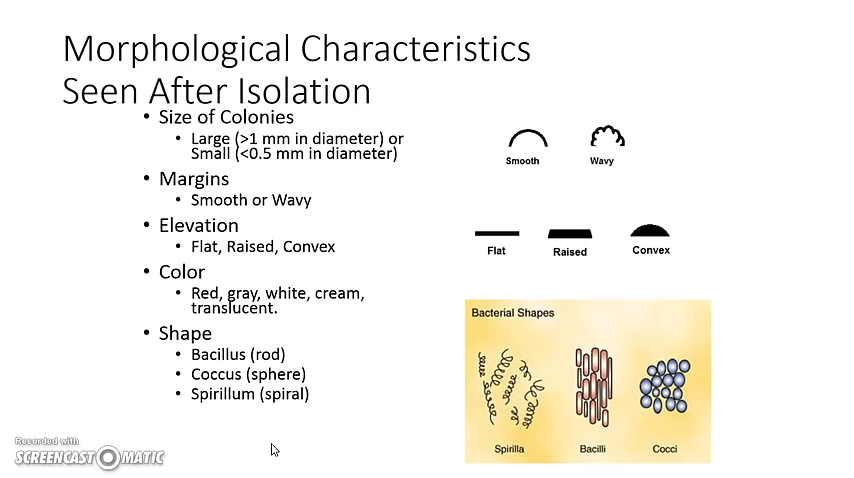 Morphological Characteristics
Seen After Isolation
• Size of Colonies
• Large (>1 mm in diameter) or
Small (<0.5 mm in diameter)
• Margins
• Smooth or Wavy
• Elevation
• Flat, Raised, Convex
• Color
• Red, gray, white, cream,
translucent.
• Shape
• Bacillus (rod)
• Coccus (sphere)
• Spirillum (spiral)
Smooth Wavy
Flat Raised Convex
Bacterial Shapes
Spirilla Bacilli Cocci
Recorded with
SCREENCAST-O-MATIC